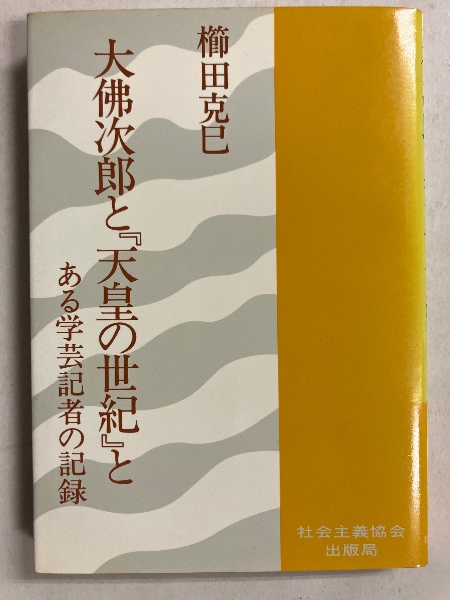 櫛田克巳
大佛次郎と『天皇の世紀』と
ある学芸記者の記録
社会主義協会
出版局